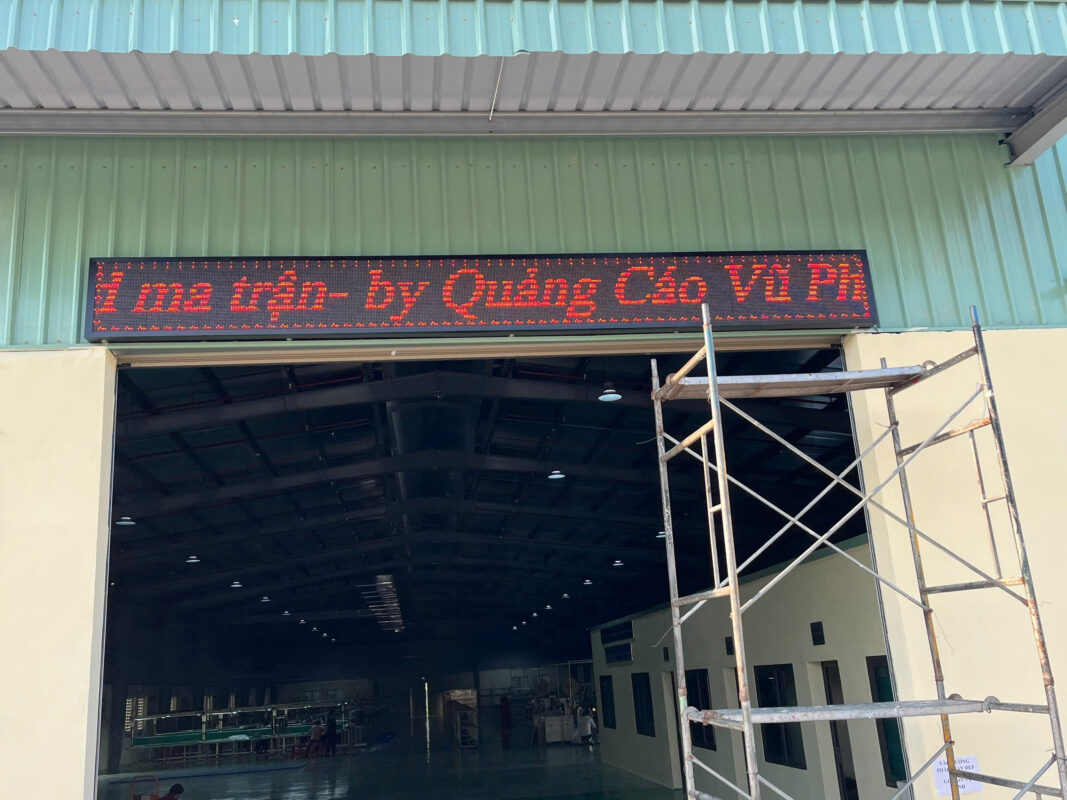 ma trận- by Quảng Cáo Vũ Ph